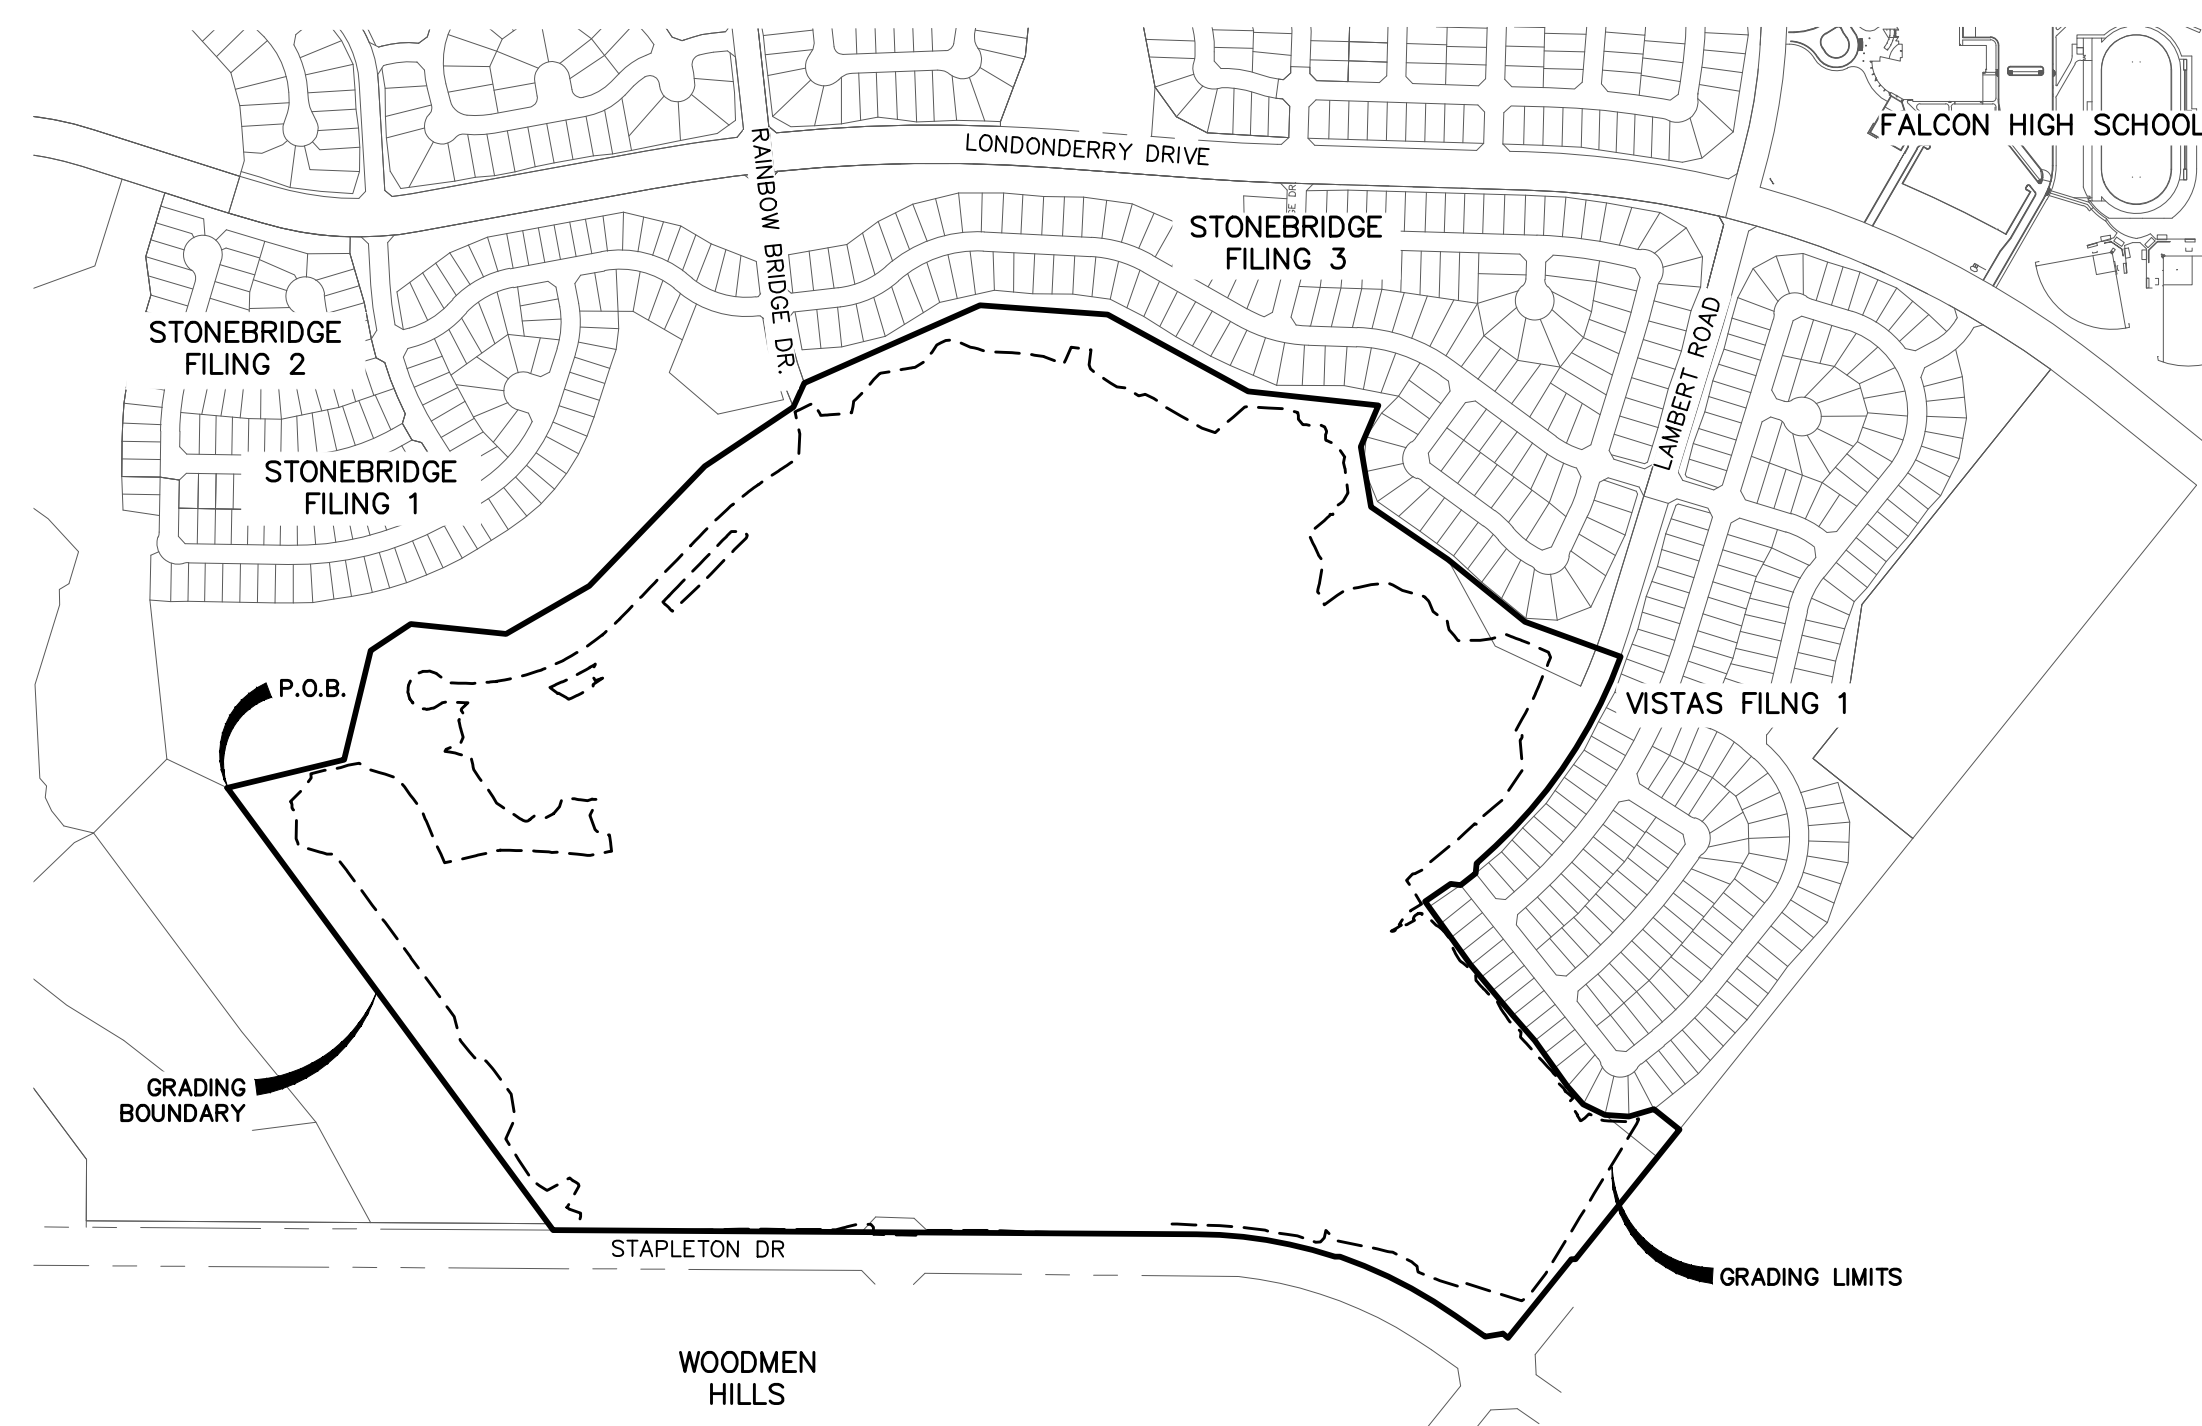 FALCON HIGH SCHOOL
LONDONDERRY DRIVE
RAINBOW BRIDGE DR.
STONEBRIDGE
FILING 3
STONEBRIDGE
FILING 2
LAMBERT ROAD
STONEBRIDGE
FILING 1
P.O.B.
VISTAS FILNG 1
GRADING
BOUNDARY
STAPLETON DR
GRADING LIMITS
WOODMEN
HILLS